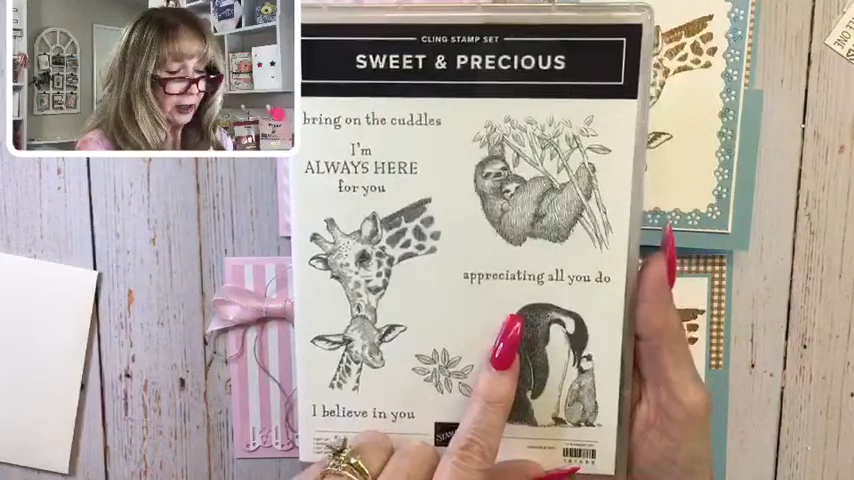 CLING STAMP SET
SWEET & PRECIOUS
bring on the cuddles
I'm
ALWAYS HERE
for you
appreciating all you do
I believe in you